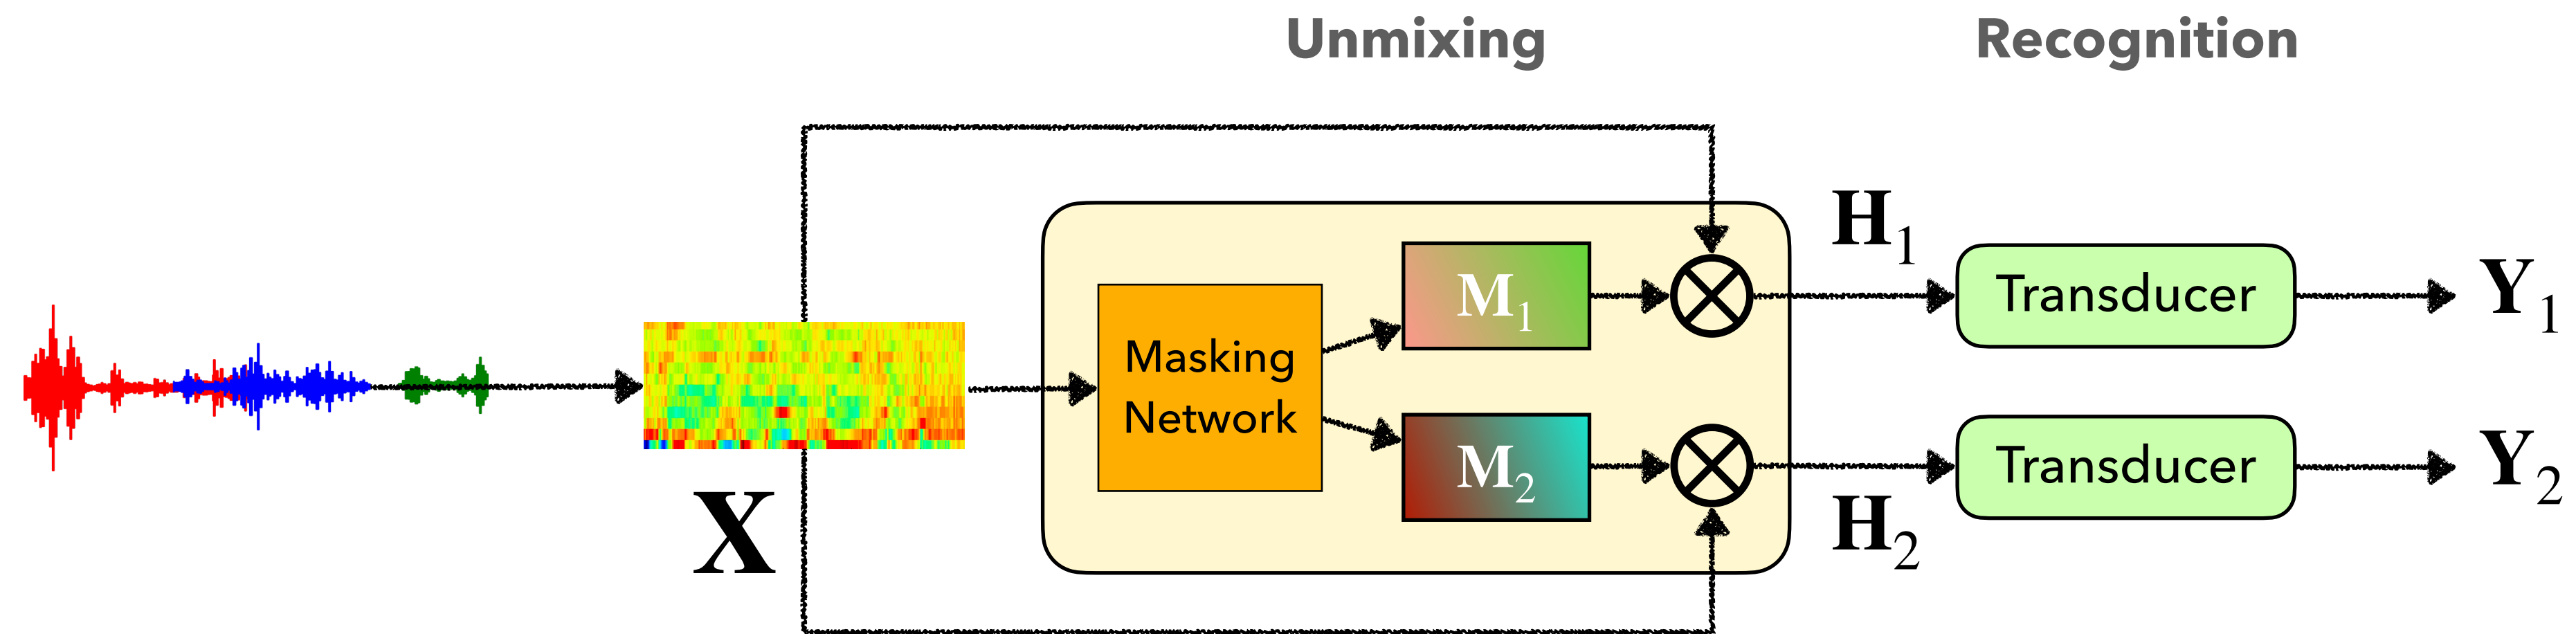 Unmixing
Recognition
X
Masking
Network
M1
M2
H1
H2
Transducer
Transducer
Y1
Y2